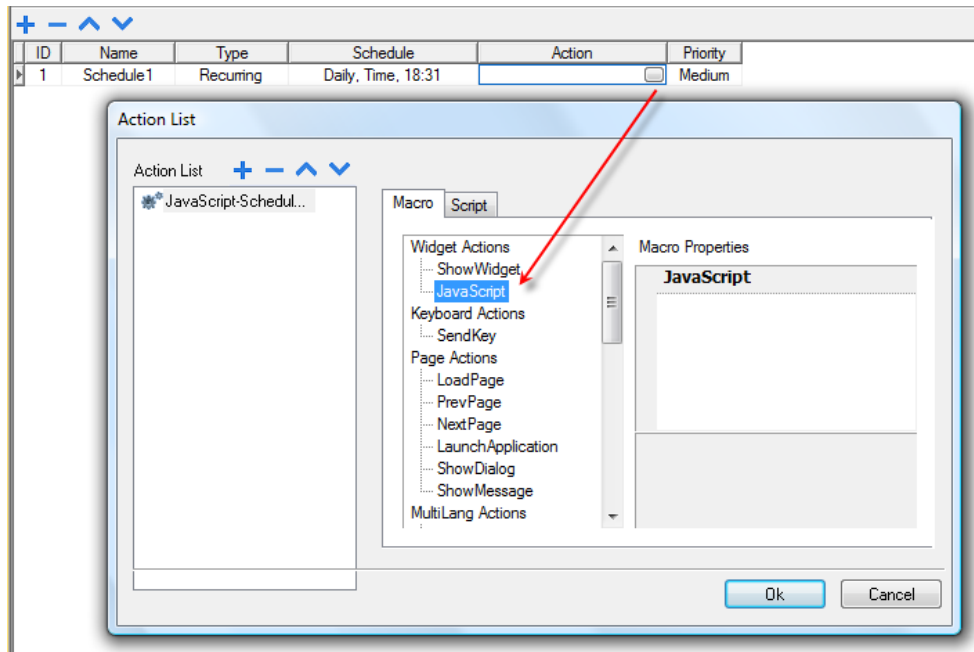 ID Name Type Schedule Action Priority
1 Schedule1 Recurring Daily, Time, 18:31 Medium
Action List
Action List
JavaScript-Schedul...
Macro Script
Widget Actions
ShowWidget
JavaScript
Keyboard Actions
SendKey
Page Actions
LoadPage
PrevPage
NextPage
LaunchApplication
ShowDialog
ShowMessage
MultiLang Actions
Macro Properties
JavaScript
Ok Cancel